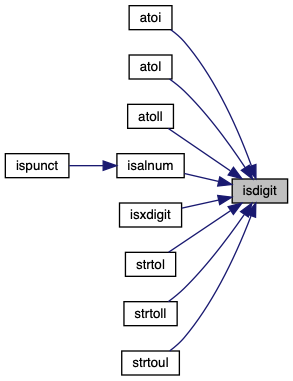 atoi
atol
atoll
ispunct
isalnum
isdigit
isxdigit
strtol
strtoll
strtoul